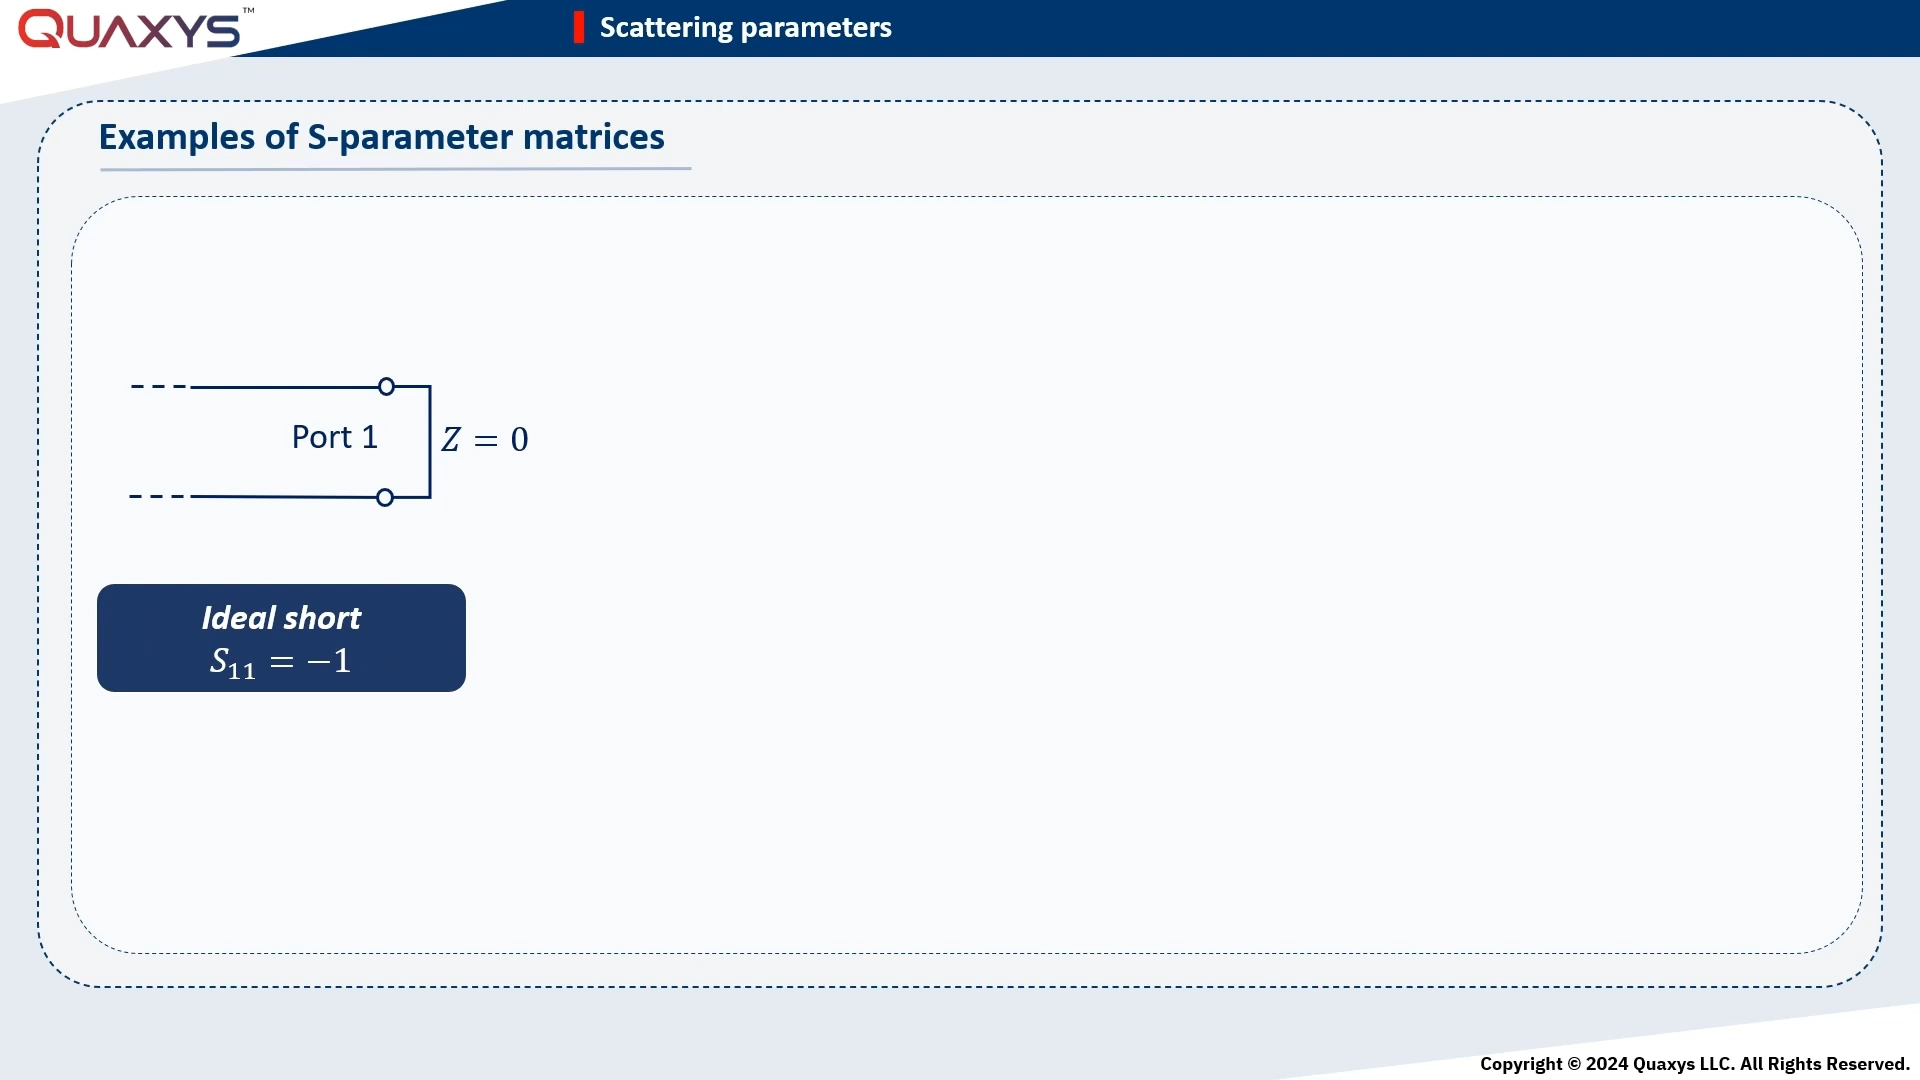 QUAXYS™
Scattering parameters
Examples of S-parameter matrices
Port 1
Z = 0
Ideal short
S₁₁ = −1
Copyright © 2024 Quaxys LLC. All Rights Reserved.